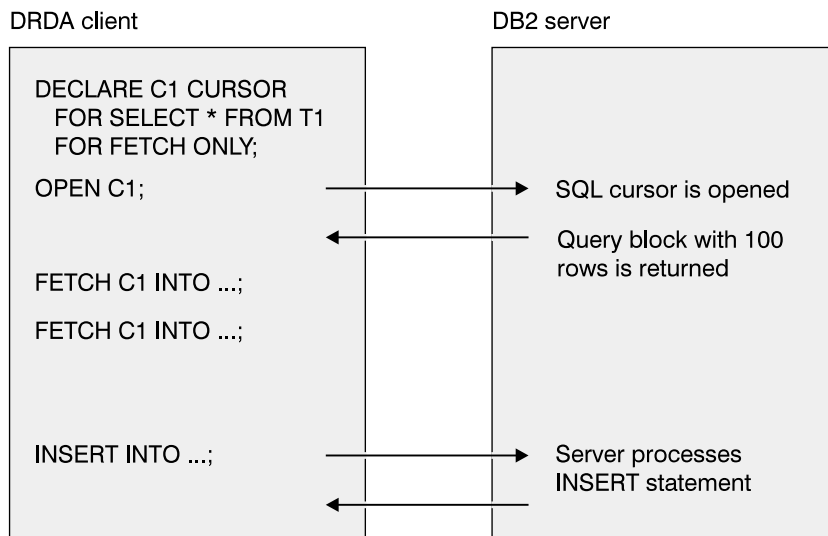 DRDA client
DB2 server
DECLARE C1 CURSOR
FOR SELECT * FROM T1
FOR FETCH ONLY;
OPEN C1;
SQL cursor is opened
Query block with 100
rows is returned
FETCH C1 INTO ...;
FETCH C1 INTO ...;
INSERT INTO ...;
Server processes
INSERT statement